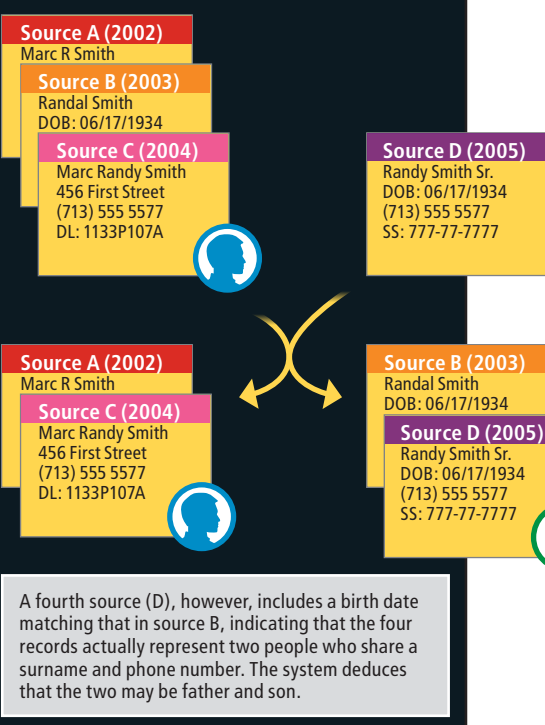 Source A (2002)
Marc R Smith
Source B (2003)
Randal Smith
DOB: 06/17/1934
Source C (2004)
Marc Randy Smith
456 First Street
(713) 555 5577
DL: 1133P107A
Source D (2005)
Randy Smith Sr.
DOB: 06/17/1934
(713) 555 5577
SS: 777-77-7777
Source A (2002)
Marc R Smith
Source C (2004)
Marc Randy Smith
456 First Street
(713) 555 5577
DL: 1133P107A
Source B (2003)
Randal Smith
DOB: 06/17/1934
Source D (2005)
Randy Smith Sr.
DOB: 06/17/1934
(713) 555 5577
SS: 777-77-7777
A fourth source (D), however, includes a birth date
matching that in source B, indicating that the four
records actually represent two people who share a
surname and phone number. The system deduces
that the two may be father and son.